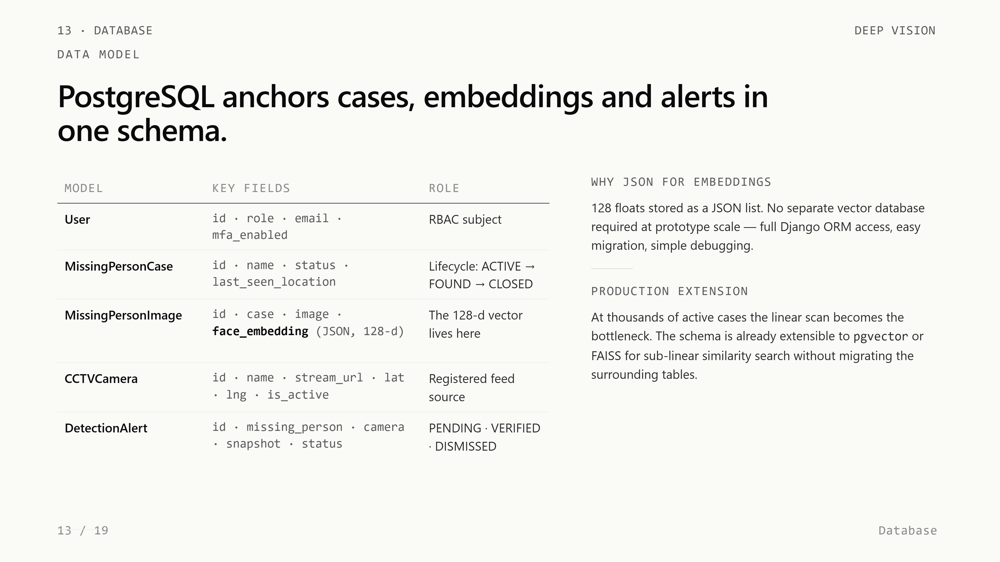 13 · DATABASE
DEEP VISION
DATA MODEL
PostgreSQL anchors cases, embeddings and alerts in
one schema.
MODEL
KEY FIELDS
ROLE
User
id · role · email ·
mfa_enabled
RBAC subject
MissingPersonCase
id · name · status ·
last_seen_location
Lifecycle: ACTIVE →
FOUND → CLOSED
MissingPersonImage
id · case · image ·
face_embedding (JSON, 128-d)
The 128-d vector
lives here
CCTVCamera
id · name · stream_url · lat
· lng · is_active
Registered feed
source
DetectionAlert
id · missing_person · camera
· snapshot · status
PENDING · VERIFIED
· DISMISSED
WHY JSON FOR EMBEDDINGS
128 floats stored as a JSON list. No separate vector database
required at prototype scale — full Django ORM access, easy
migration, simple debugging.
PRODUCTION EXTENSION
At thousands of active cases the linear scan becomes the
bottleneck. The schema is already extensible to pgvector or
FAISS for sub-linear similarity search without migrating the
surrounding tables.
13 / 19
Database